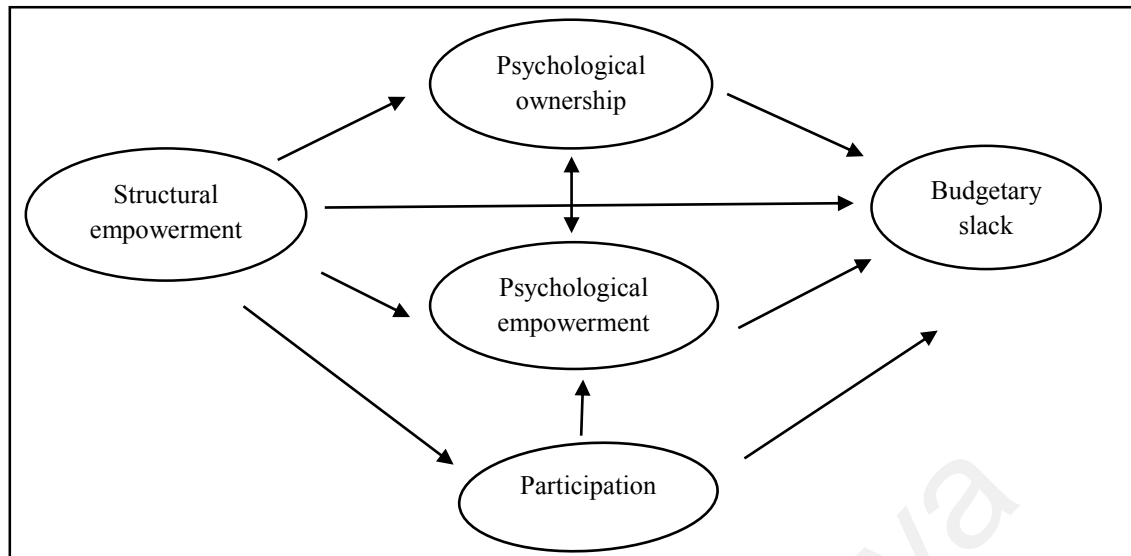 Psychological
ownership
Structural
empowerment
Budgetary
slack
Psychological
empowerment
Participation